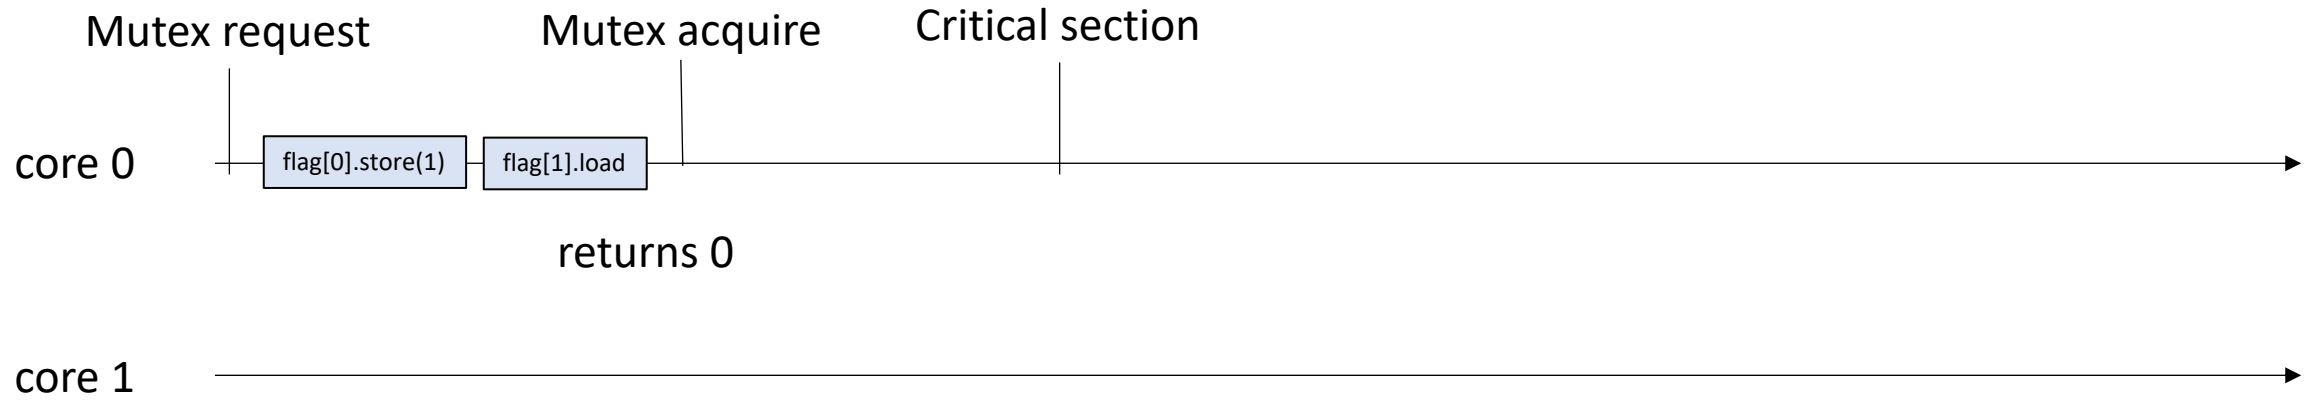 Mutex request
Mutex acquire
Critical section
core 0
flag[0].store(1)
flag[1].load
returns 0
core 1